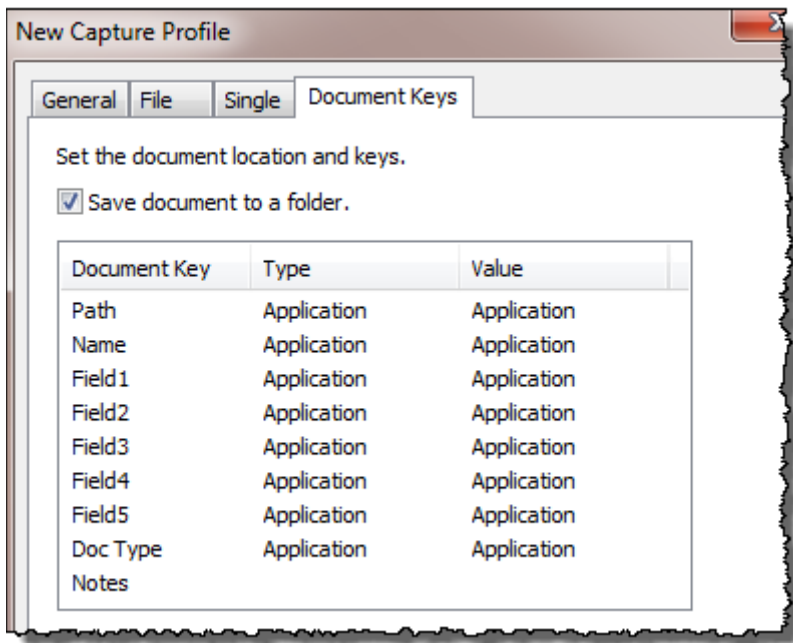 New Capture Profile
General File Single Document Keys
Set the document location and keys.
Save document to a folder.
Document Key Type Value
Path Application Application
Name Application Application
Field1 Application Application
Field2 Application Application
Field3 Application Application
Field4 Application Application
Field5 Application Application
Doc Type Application Application
Notes